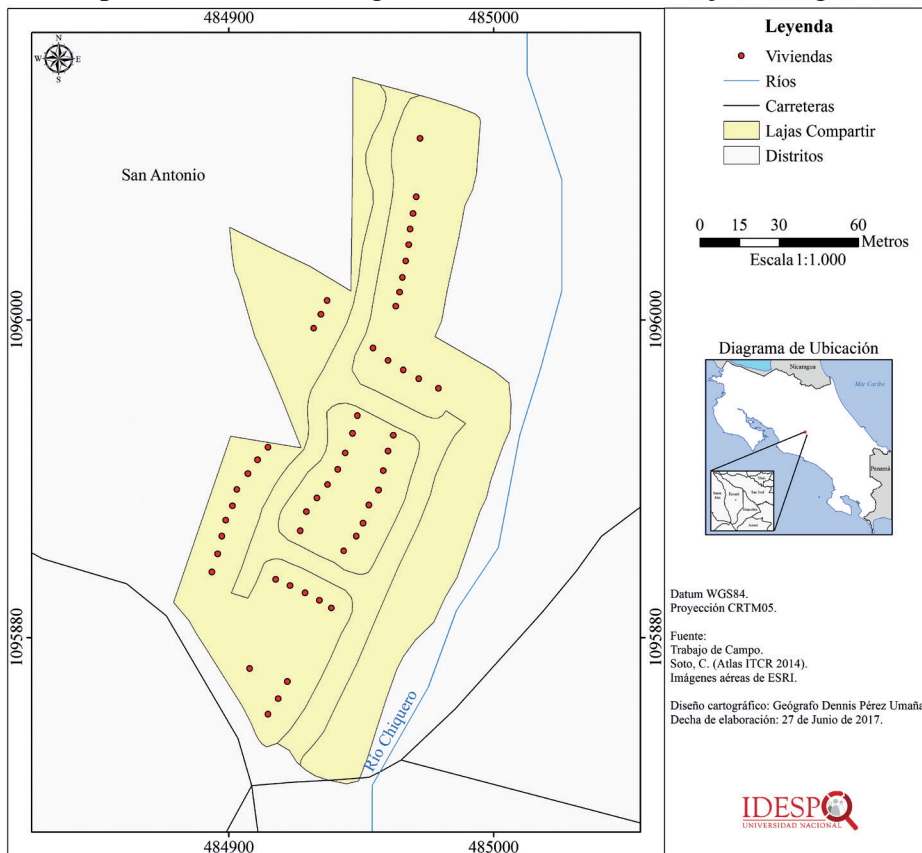 484900
485000
N
W
E
S
San Antonio
1096000
1096000
1095880
1095880
Río Chiquero
484900
485000
Leyenda
Viviendas
Ríos
Carreteras
Lajas Compartir
Distritos
0 15 30 60
Metros
Escala 1:1.000
Diagrama de Ubicación
Nicaragua
Mar Caribe
Panamá
Datum WGS84.
Proyección CRTM05.
Fuente:
Trabajo de Campo.
Soto, C. (Atlas ITCR 2014).
Imágenes aéreas de ESRI.
Diseño cartográfico: Geógrafo Dennis Pérez Umaña
Decha de elaboración: 27 de Junio de 2017.
IDESPO
UNIVERSIDAD NACIONAL